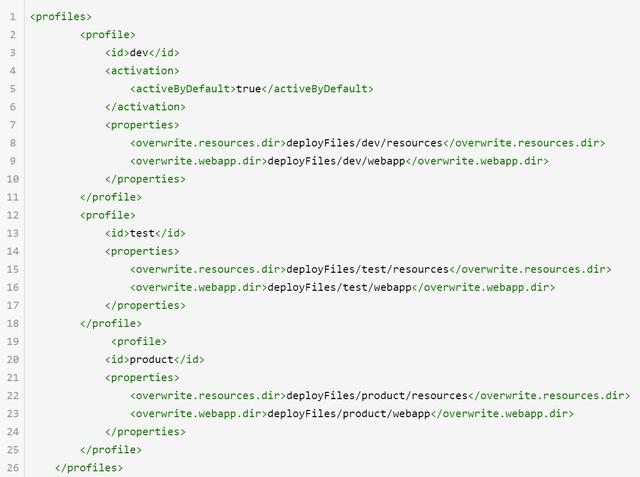 1 <profiles>
2 <profile>
3 <id>dev</id>
4 <activation>
5 <activeByDefault>true</activeByDefault>
6 </activation>
7 <properties>
8 <overwrite.resources.dir>deployFiles/dev/resources</overwrite.resources.dir>
9 <overwrite.webapp.dir>deployFiles/dev/webapp</overwrite.webapp.dir>
10 </properties>
11 </profile>
12 <profile>
13 <id>test</id>
14 <properties>
15 <overwrite.resources.dir>deployFiles/test/resources</overwrite.resources.dir>
16 <overwrite.webapp.dir>deployFiles/test/webapp</overwrite.webapp.dir>
17 </properties>
18 </profile>
19 <profile>
20 <id>product</id>
21 <properties>
22 <overwrite.resources.dir>deployFiles/product/resources</overwrite.resources.dir>
23 <overwrite.webapp.dir>deployFiles/product/webapp</overwrite.webapp.dir>
24 </properties>
25 </profile>
26 </profiles>